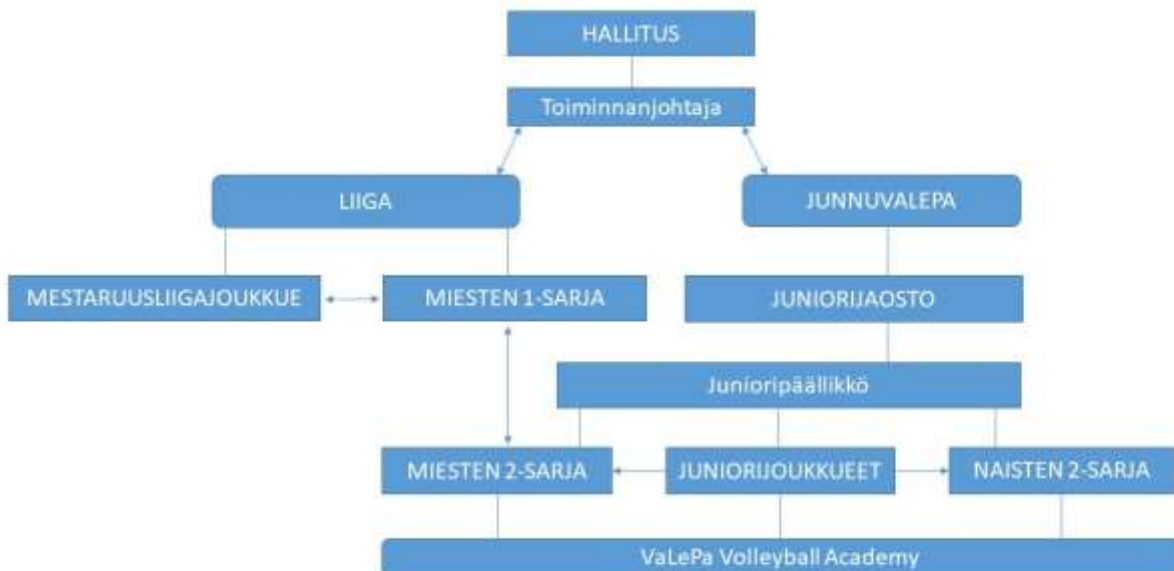 HALLITUS
Toiminnanjohtaja
LIIGA
JUNNUVALEPA
MESTARUUSLIIGAJOUKKUE
MIESTEN 1-SARJA
JUNIORIJAOSTO
Junioripäällikkö
MIESTEN 2-SARJA
JUNIORIJOUKKUEET
NAISTEN 2-SARJA
VaLePa Volleyball Academy